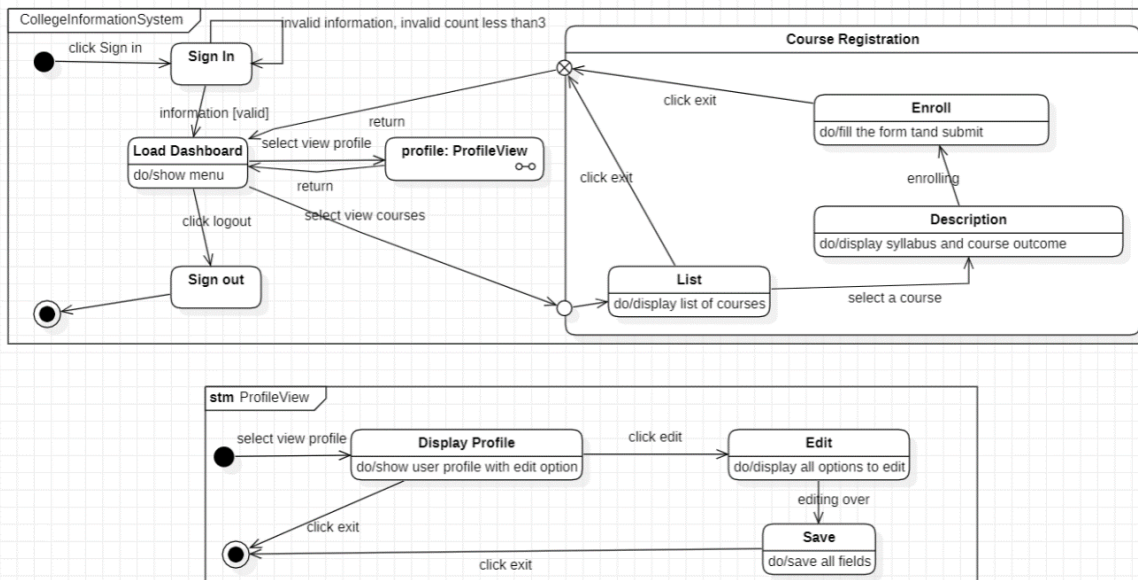 CollegeInformationSystem
invalid information, invalid count less than3
click Sign in
Sign In
Course Registration
information [valid]
click exit
Enroll
do/fill the form tand submit
return
select view profile
Load Dashboard
do/show menu
profile: ProfileView
return
click exit
enrolling
select view courses
click logout
Description
do/display syllabus and course outcome
Sign out
List
do/display list of courses
select a course
stm ProfileView
select view profile
Display Profile
do/show user profile with edit option
click edit
Edit
do/display all options to edit
editing over
click exit
Save
do/save all fields
click exit